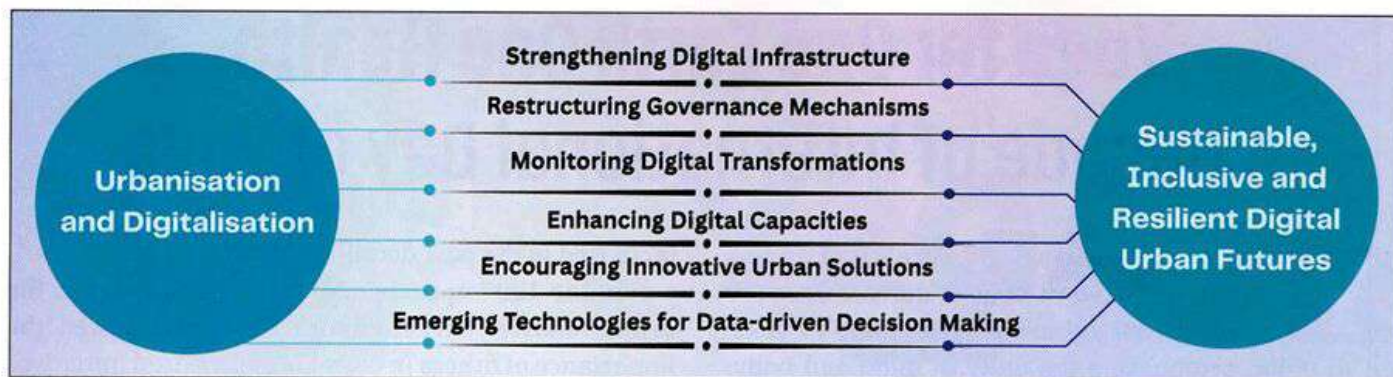 Urbanisation
and Digitalisation
Strengthening Digital Infrastructure
Restructuring Governance Mechanisms
Monitoring Digital Transformations
Enhancing Digital Capacities
Encouraging Innovative Urban Solutions
Emerging Technologies for Data-driven Decision Making
Sustainable,
Inclusive and
Resilient Digital
Urban Futures